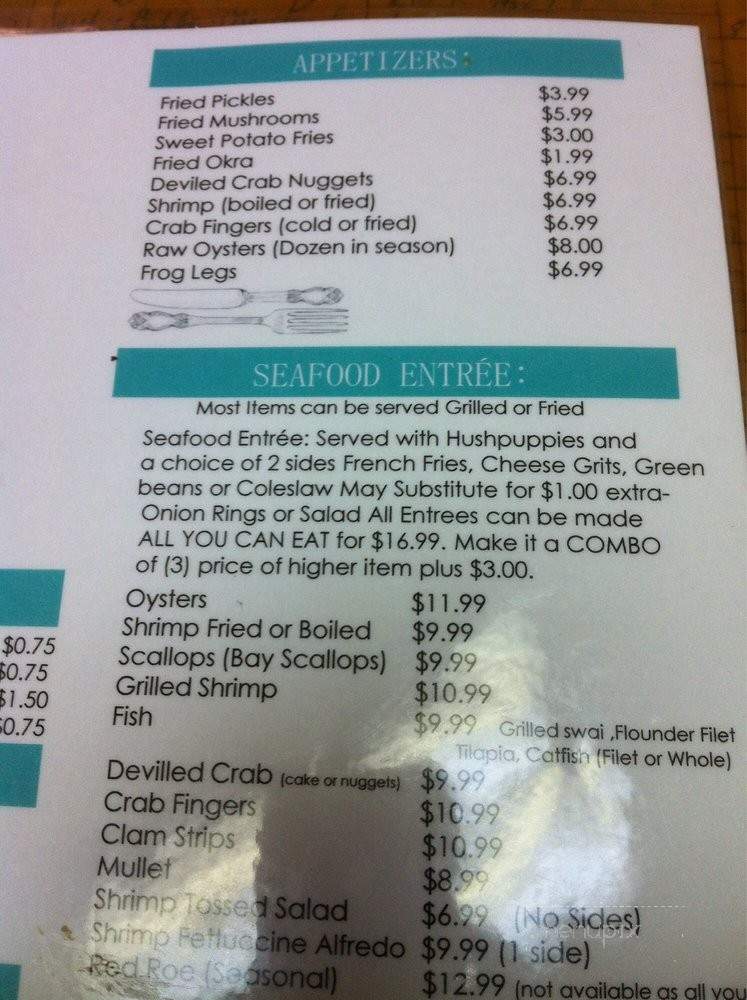 APPETIZERS:
Fried Pickles $3.99
Fried Mushrooms $5.99
Sweet Potato Fries $3.00
Fried Okra $1.99
Deviled Crab Nuggets $6.99
Shrimp (boiled or fried) $6.99
Crab Fingers (cold or fried) $6.99
Raw Oysters (Dozen in season) $8.00
Frog Legs $6.99
SEAFOOD ENTRÉE:
Most Items can be served Grilled or Fried
Seafood Entrée: Served with Hushpuppies and
a choice of 2 sides French Fries, Cheese Grits, Green
beans or Coleslaw May Substitute for $1.00 extra-
Onion Rings or Salad All Entrees can be made
ALL YOU CAN EAT for $16.99. Make it a COMBO
of (3) price of higher item plus $3.00.
Oysters $11.99
Shrimp Fried or Boiled $9.99
Scallops (Bay Scallops) $9.99
Grilled Shrimp $10.99
Fish $9.99 Grilled swai ,Flounder Filet
Tilapia, Catfish (Filet or Whole)
Devilled Crab (cake or nuggets) $9.99
Crab Fingers $10.99
Clam Strips $10.99
Mullet $8.99
Shrimp Tossed Salad $6.99 (No Sides)
Shrimp Fettuccine Alfredo $9.99 (1 side)
Red Roe (Seasonal) $12.99 (not available as all you
$0.75
$0.75
$1.50
$0.75